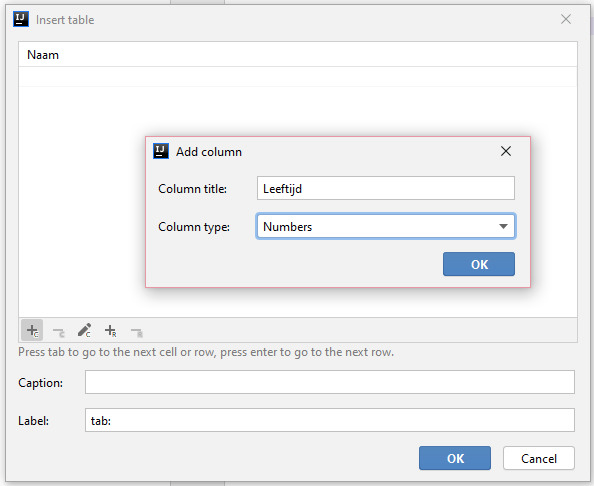 IJ Insert table
Naam
IJ Add column
Column title: Leeftijd
Column type: Numbers
OK
C C C R R
Press tab to go to the next cell or row, press enter to go to the next row.
Caption:
Label: tab:
OK Cancel